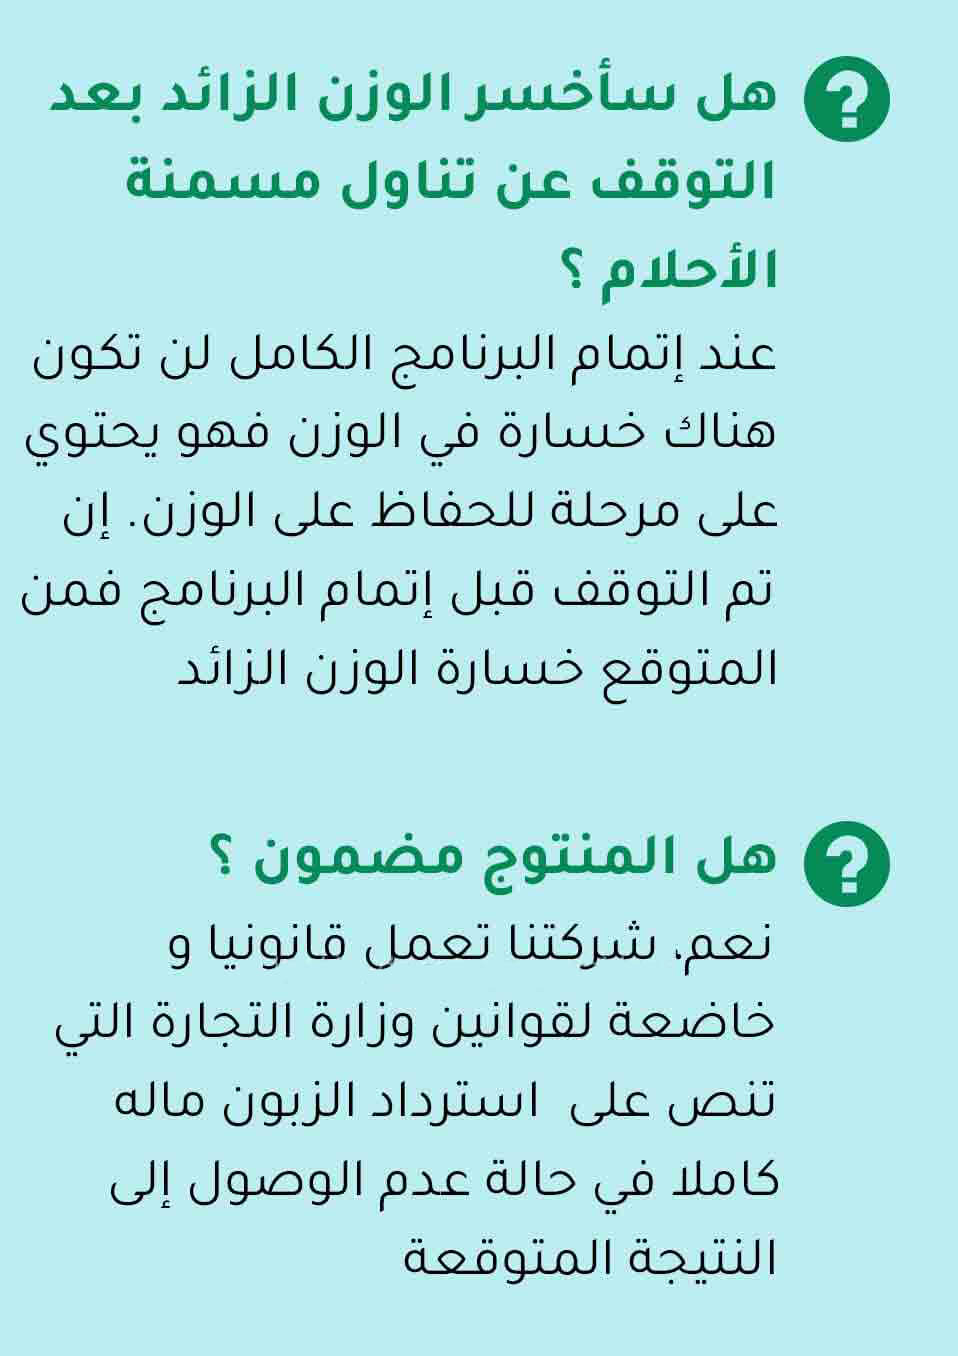 هل سأخسر الوزن الزائد بعد
التوقف عن تناول مسمنة
الأحلام ؟
عند إتمام البرنامج الكامل لن تكون
هناك خسارة في الوزن فهو يحتوي
على مرحلة للحفاظ على الوزن. إن
تم التوقف قبل إتمام البرنامج فمن
المتوقع خسارة الوزن الزائد
هل المنتوج مضمون ؟
نعم، شركتنا تعمل قانونيا و
خاضعة لقوانين وزارة التجارة التي
تنص على  استرداد الزبون ماله
كاملا في حالة عدم الوصول إلى
النتيجة المتوقعة